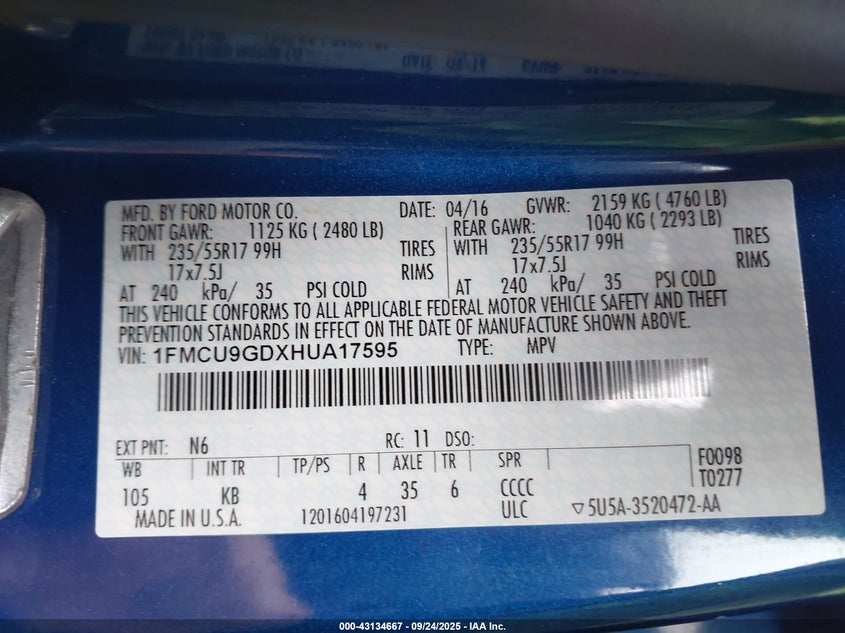 MFD. BY FORD MOTOR CO. DATE: 04/16 GVWR: 2159 KG ( 4760 LB)
FRONT GAWR: 1125 KG ( 2480 LB) REAR GAWR: 1040 KG ( 2293 LB)
WITH 235/55R17 99H TIRES WITH 235/55R17 99H TIRES
17x7.5J RIMS 17x7.5J RIMS
AT 240 kPa/ 35 PSI COLD AT 240 kPa/ 35 PSI COLD
THIS VEHICLE CONFORMS TO ALL APPLICABLE FEDERAL MOTOR VEHICLE SAFETY AND THEFT
PREVENTION STANDARDS IN EFFECT ON THE DATE OF MANUFACTURE SHOWN ABOVE.
VIN: 1FMCU9GDXHUA17595 TYPE: MPV
EXT PNT: N6 RC: 11 DSO:
WB INT TR TP/PS R AXLE TR SPR F0098
105 KB 4 35 6 CCCC T0277
MADE IN U.S.A. 1201604197231 ULC ▽5U5A-3520472-AA
000-43134667 - 09/24/2025 - IAA Inc.